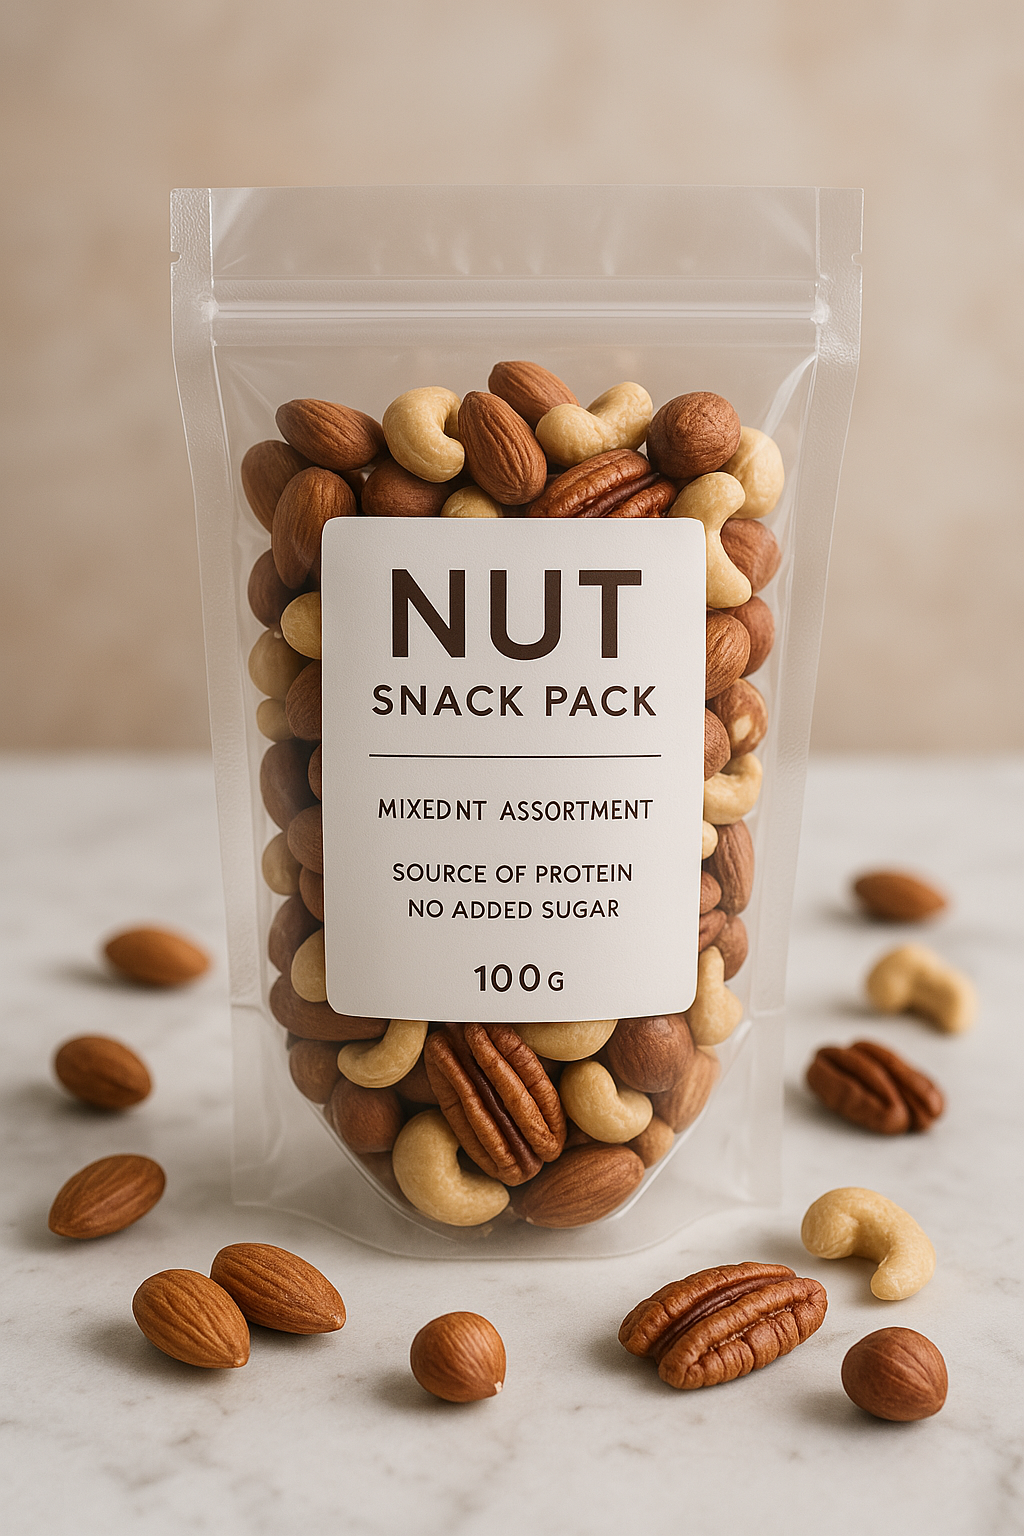 NUT
SNACK PACK
MIXEDNT ASSORTMENT
SOURCE OF PROTEIN
NO ADDED SUGAR
100G